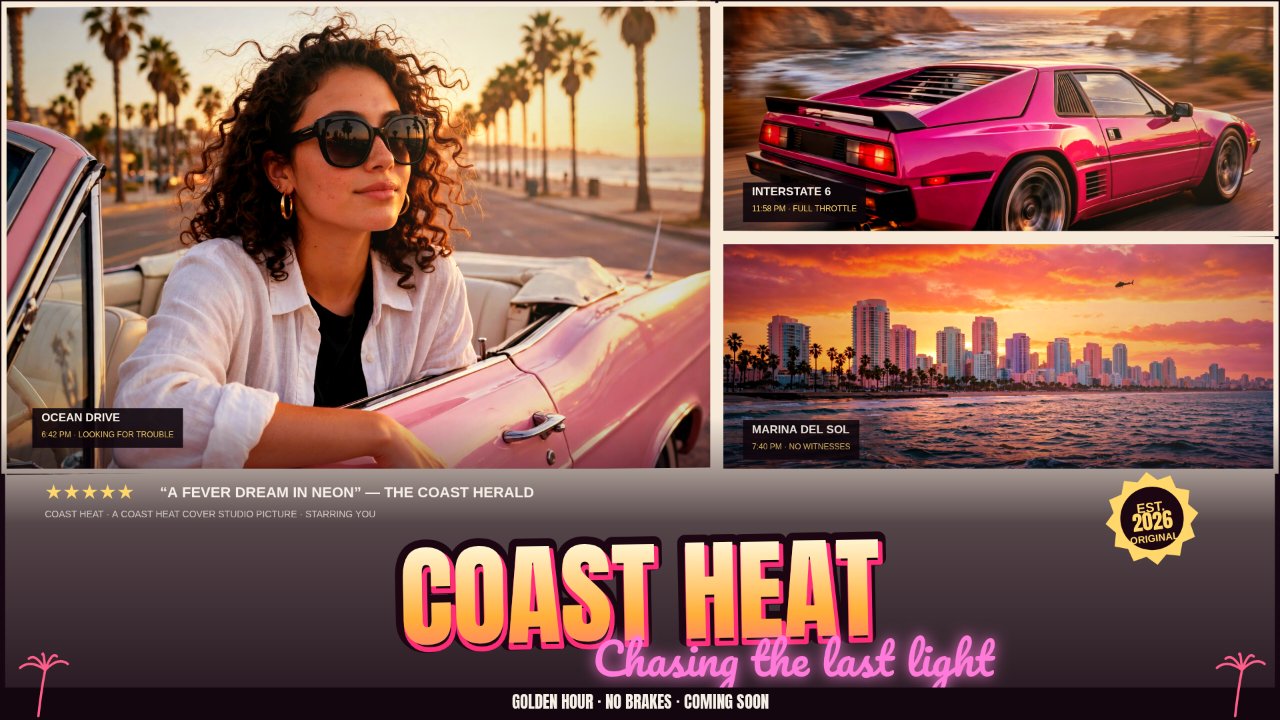 INTERSTATE 6
11:58 PM · FULL THROTTLE
OCEAN DRIVE
6:42 PM · LOOKING FOR TROUBLE
MARINA DEL SOL
7:40 PM · NO WITNESSES
★★★★★ “A FEVER DREAM IN NEON” — THE COAST HERALD
COAST HEAT · A COAST HEAT COVER STUDIO PICTURE · STARRING YOU
EST.
2026
ORIGINAL
COAST HEAT
Chasing the last light
GOLDEN HOUR · NO BRAKES · COMING SOON